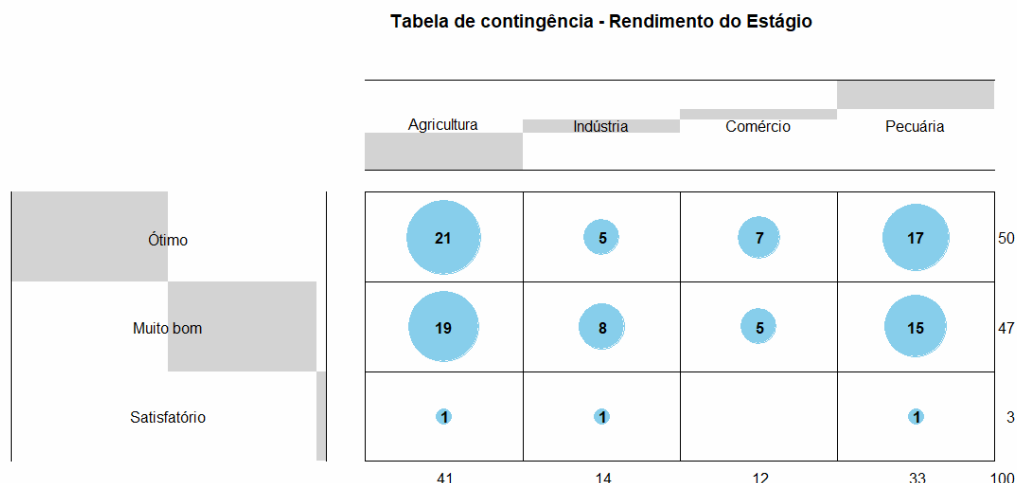 Tabela de contingência - Rendimento do Estágio
Agricultura Indústria Comércio Pecuária
Ótimo 21 5 7 17 50
Muito bom 19 8 5 15 47
Satisfatório 1 1 1 3
41 14 12 33 100